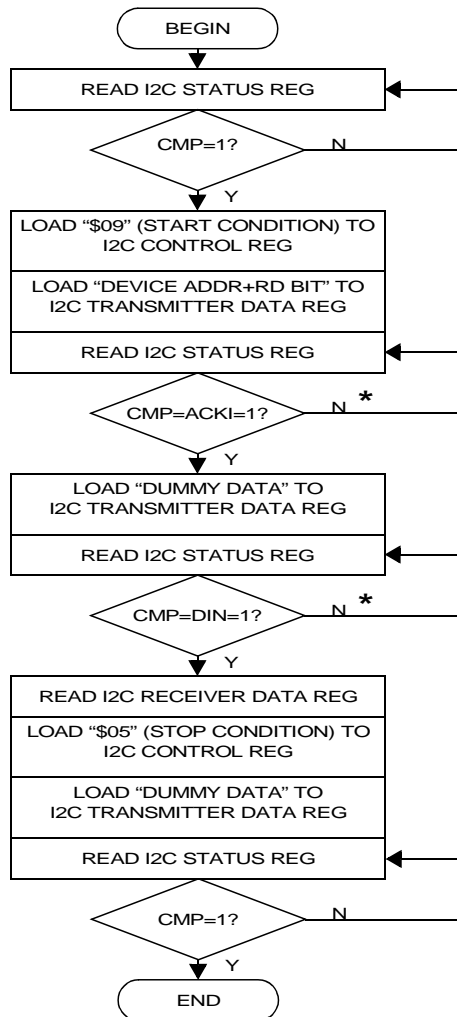 BEGIN
READ I2C STATUS REG
CMP=1?
N
Y
LOAD “$09” (START CONDITION) TO
I2C CONTROL REG
LOAD “DEVICE ADDR+RD BIT” TO
I2C TRANSMITTER DATA REG
READ I2C STATUS REG
CMP=ACKI=1?
N *
Y
LOAD “DUMMY DATA” TO
I2C TRANSMITTER DATA REG
READ I2C STATUS REG
CMP=DIN=1?
N *
Y
READ I2C RECEIVER DATA REG
LOAD “$05” (STOP CONDITION) TO
I2C CONTROL REG
LOAD “DUMMY DATA” TO
I2C TRANSMITTER DATA REG
READ I2C STATUS REG
CMP=1?
N
Y
END